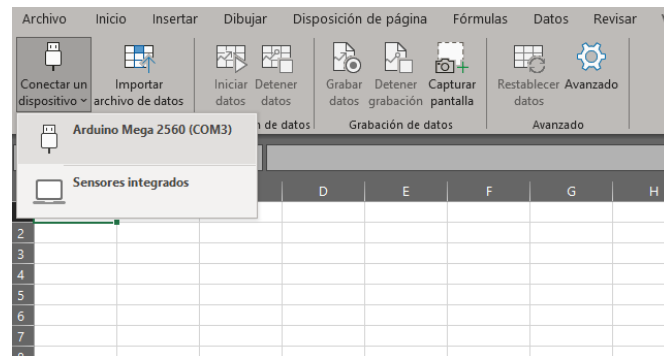 Archivo Inicio Insertar Dibujar Disposición de página Fórmulas Datos Revisar
Conectar un dispositivo
Importar archivo de datos
Iniciar datos
Detener datos
Grabar datos
Detener grabación
Capturar pantalla
Restablecer datos
Avanzado
n de datos
Grabación de datos
Avanzado
Arduino Mega 2560 (COM3)
Sensores integrados
D E F G H
2
3
4
5
6
7
8